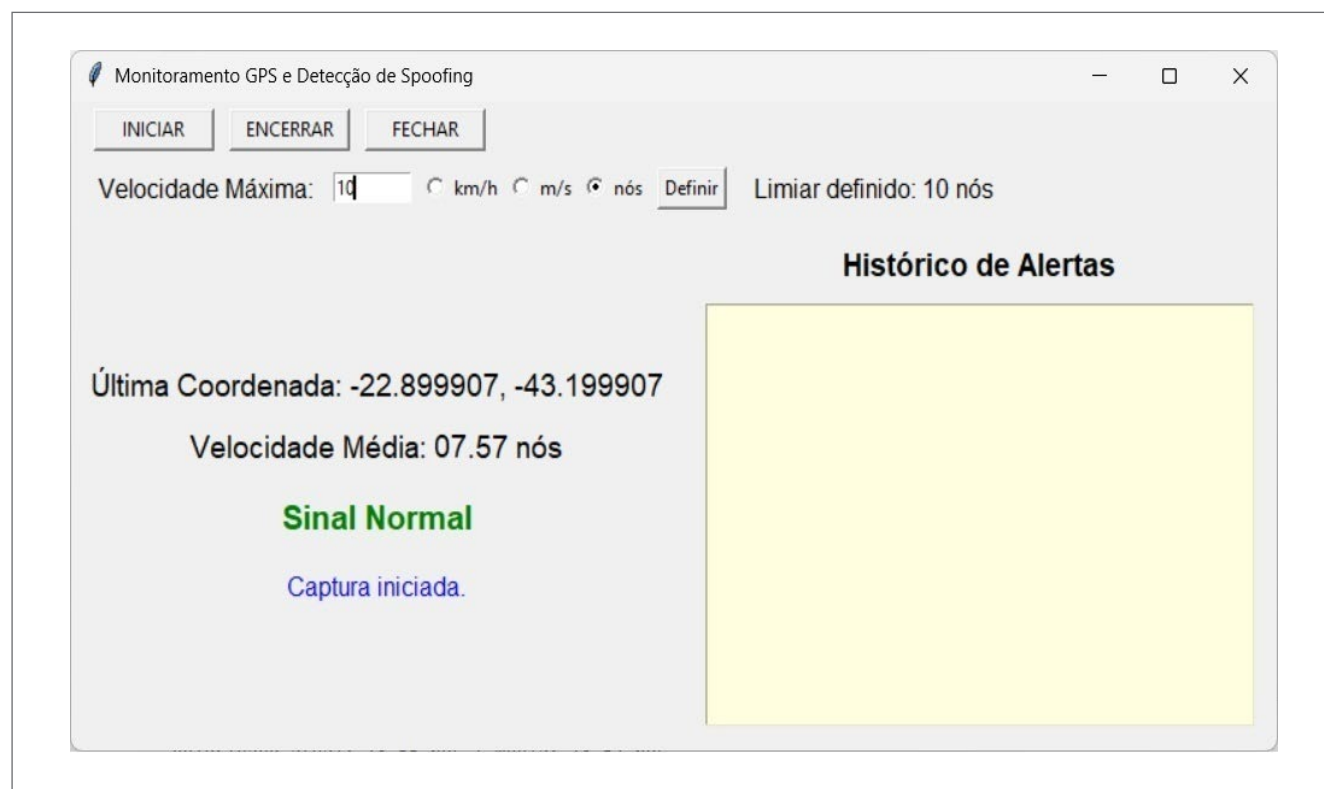 Monitoramento GPS e Detecção de Spoofing
INICIAR ENCERRAR FECHAR
Velocidade Máxima: 10 km/h m/s nós Definir Limiar definido: 10 nós
Histórico de Alertas
Última Coordenada: -22.899907, -43.199907
Velocidade Média: 07.57 nós
Sinal Normal
Captura iniciada.